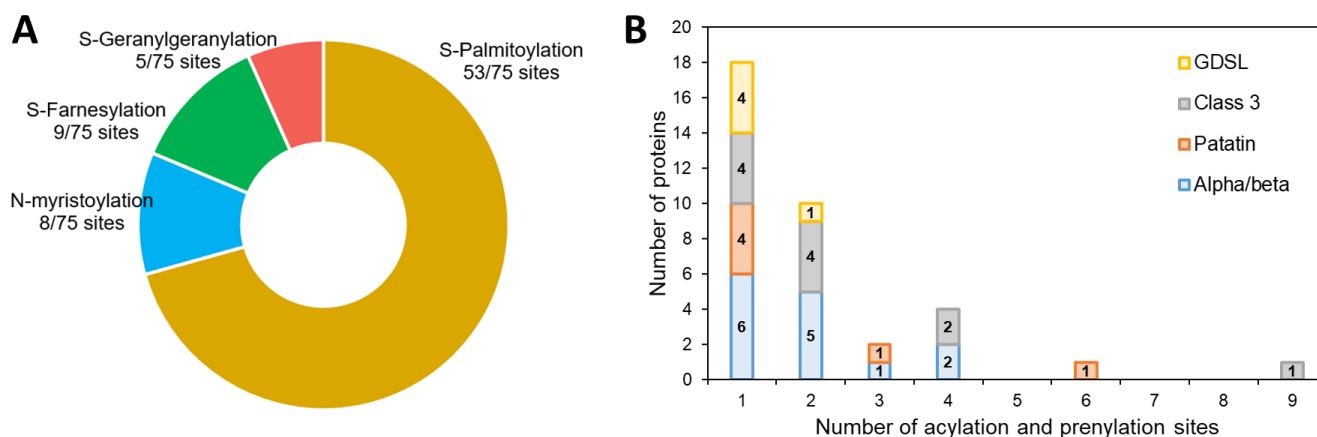 A
S-Geranylgeranylation
5/75 sites
S-Palmitoylation
53/75 sites
S-Farnesylation
9/75 sites
N-myristoylation
8/75 sites
B
Number of proteins
20
18
16
14
12
10
8
6
4
2
0
4
4
4
6
1
4
5
1
1
2
2
1
1
GDSL
Class 3
Patatin
Alpha/beta
1 2 3 4 5 6 7 8 9
Number of acylation and prenylation sites